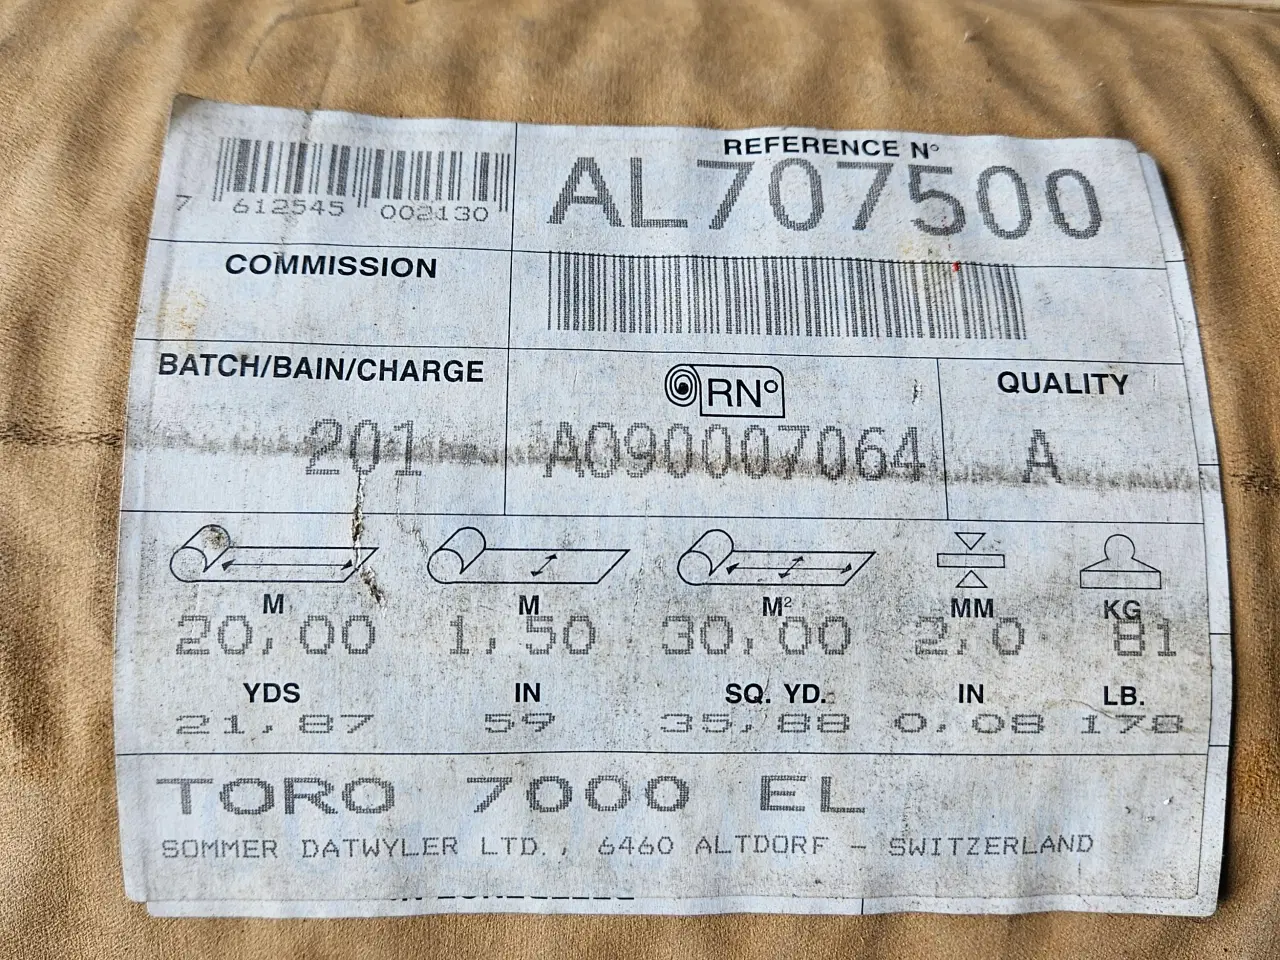 7 612545 002130
REFERENCE N°
AL707500
COMMISSION
BATCH/BAIN/CHARGE
201
RN°
A090007064
QUALITY
A
M M M² MM KG
20,00 1,50 30,00 2,0 81
YDS IN SQ. YD. IN LB.
21,87 59 35,88 0,08 178
TORO 7000 EL
SOMMER DATWYLER LTD., 6460 ALTDORF - SWITZERLAND